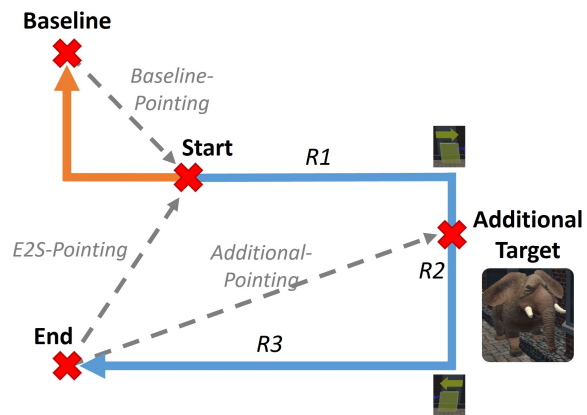 Baseline
Baseline-
Pointing
Start
R1
Additional
Target
E2S-Pointing
Additional-
Pointing
R2
End
R3